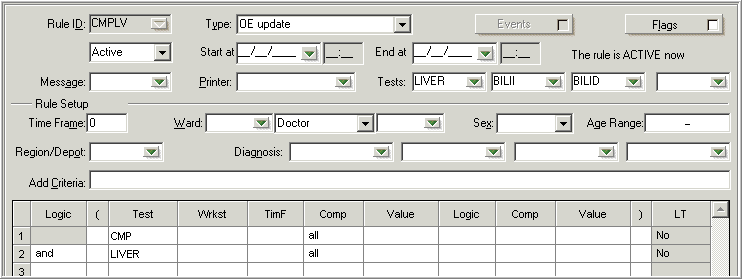 Rule ID: CMPLV Type: OE update Events Flags
Active Start at __/__/____ __:__ End at __/__/____ __:__ The rule is ACTIVE now
Message: Printer: Tests: LIVER BILII BILID
Rule Setup
Time Frame: 0 Ward: Doctor Sex: Age Range: –
Region/Depot: Diagnosis:
Add Criteria:
Logic ( Test Wrkst TimF Comp Value Logic Comp Value ) LT
1 CMP all No
2 and LIVER all No
3